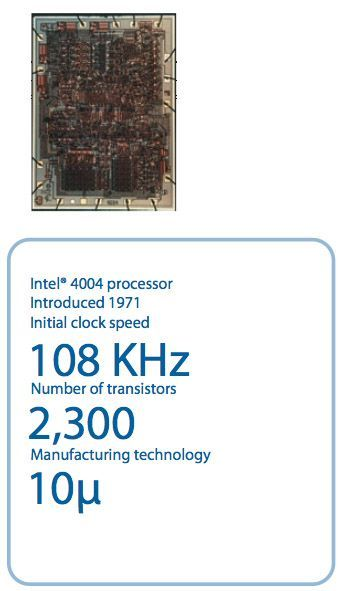 Intel® 4004 processor
Introduced 1971
Initial clock speed
108 KHz
Number of transistors
2,300
Manufacturing technology
10µ